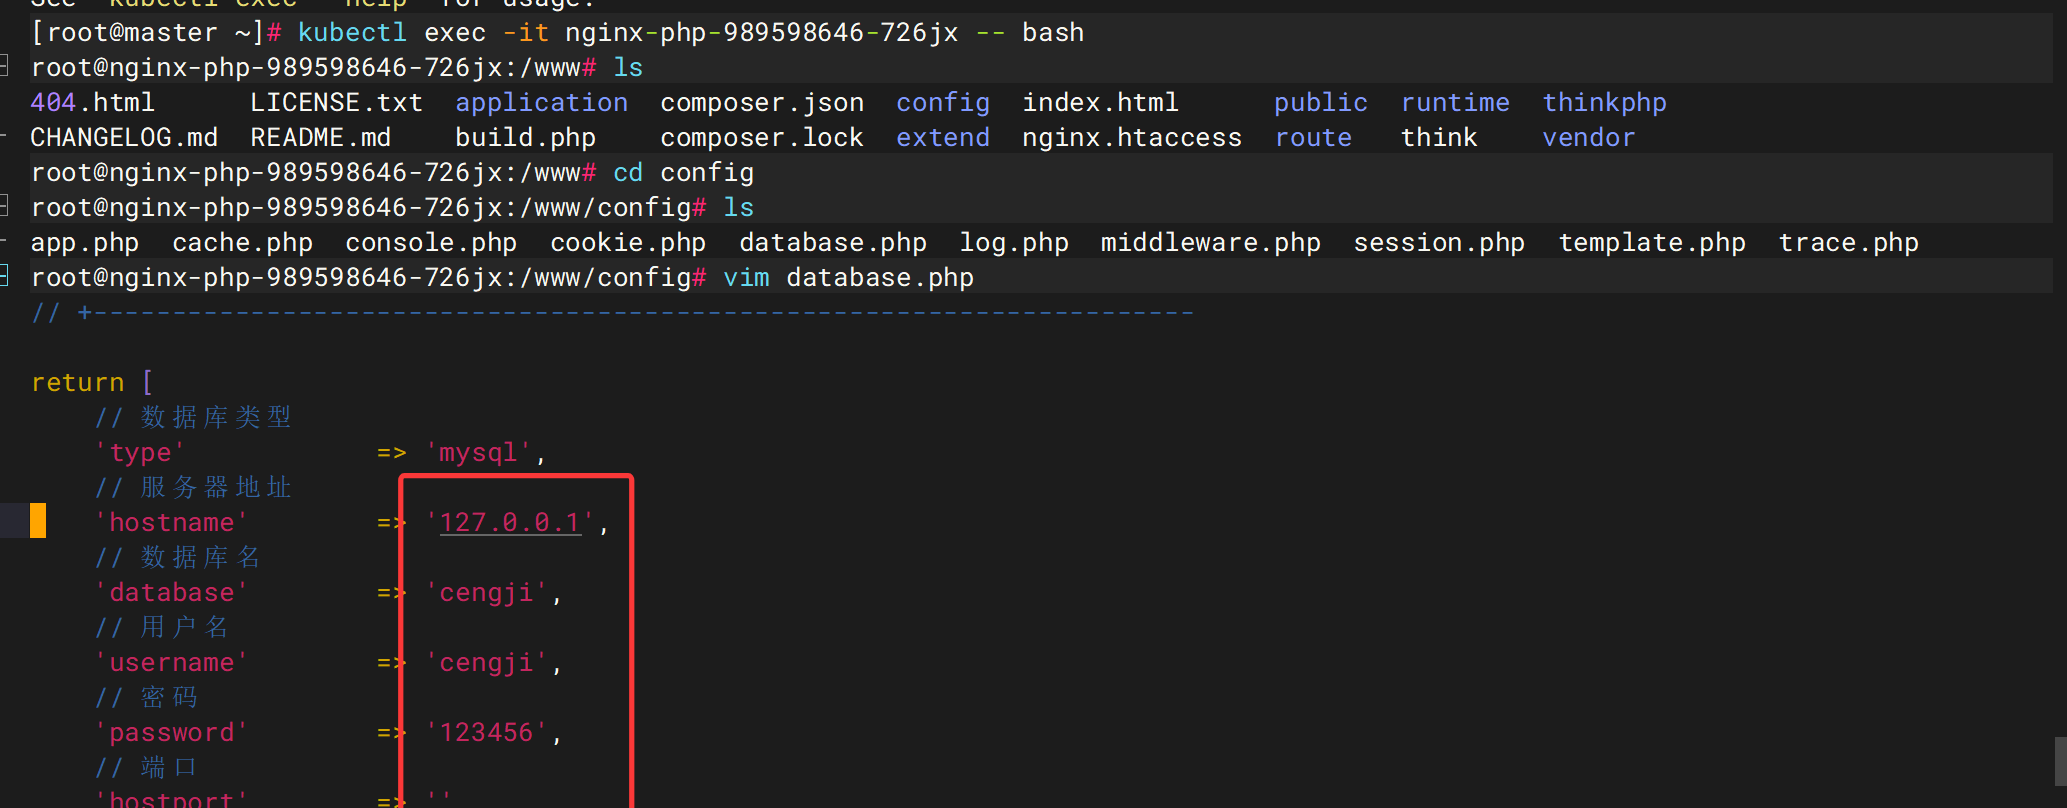 See 'kubectl exec --help' for usage.
[root@master ~]# kubectl exec -it nginx-php-989598646-726jx -- bash
root@nginx-php-989598646-726jx:/www# ls
404.html      LICENSE.txt  application  composer.json  config  index.html      public  runtime  thinkphp
CHANGELOG.md  README.md    build.php    composer.lock  extend  nginx.htaccess  route   think    vendor
root@nginx-php-989598646-726jx:/www# cd config
root@nginx-php-989598646-726jx:/www/config# ls
app.php  cache.php  console.php  cookie.php  database.php  log.php  middleware.php  session.php  template.php  trace.php
root@nginx-php-989598646-726jx:/www/config# vim database.php
// +----------------------------------------------------------------------
return [
    // 数据库类型
    'type'            => 'mysql',
    // 服务器地址
    'hostname'        => '127.0.0.1',
    // 数据库名
    'database'        => 'cengji',
    // 用户名
    'username'        => 'cengji',
    // 密码
    'password'        => '123456',
    // 端口
    'hostport'        => ''